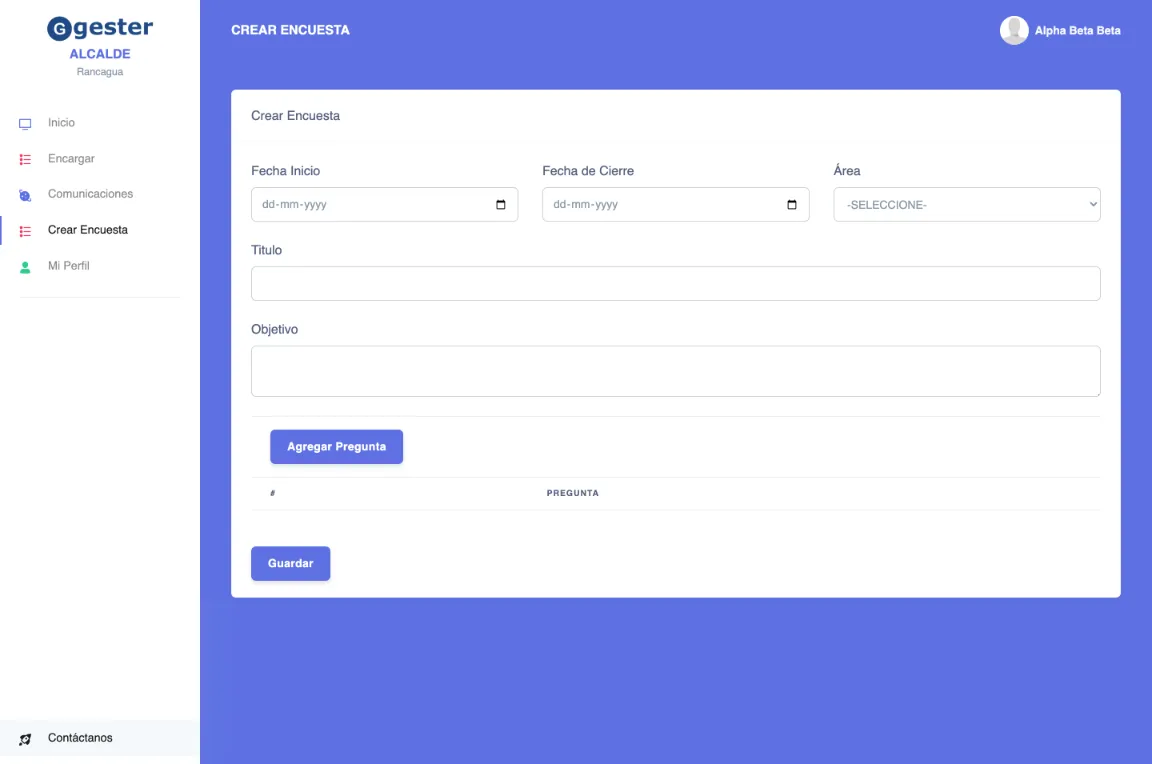 Ggester
ALCALDE
Rancagua
Inicio
Encargar
Comunicaciones
Crear Encuesta
Mi Perfil
Contáctanos
CREAR ENCUESTA
Alpha Beta Beta
Crear Encuesta
Fecha Inicio
Fecha de Cierre
Área
dd-mm-yyyy
dd-mm-yyyy
-SELECCIONE-
Titulo
Objetivo
Agregar Pregunta
# PREGUNTA
Guardar